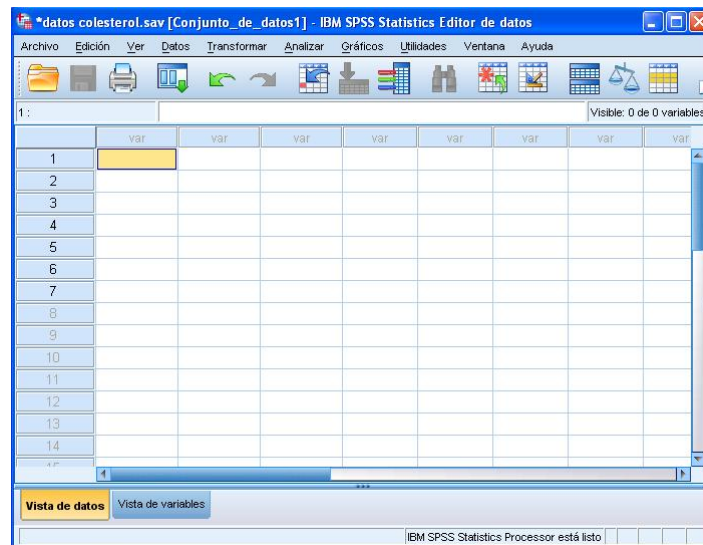 *datos colesterol.sav [Conjunto_de_datos1] - IBM SPSS Statistics Editor de datos
Archivo Edición Ver Datos Transformar Analizar Gráficos Utilidades Ventana Ayuda
1 :
Visible: 0 de 0 variables
var var var var var var var var
1
2
3
4
5
6
7
8
9
10
11
12
13
14
Vista de datos Vista de variables
IBM SPSS Statistics Processor está listo